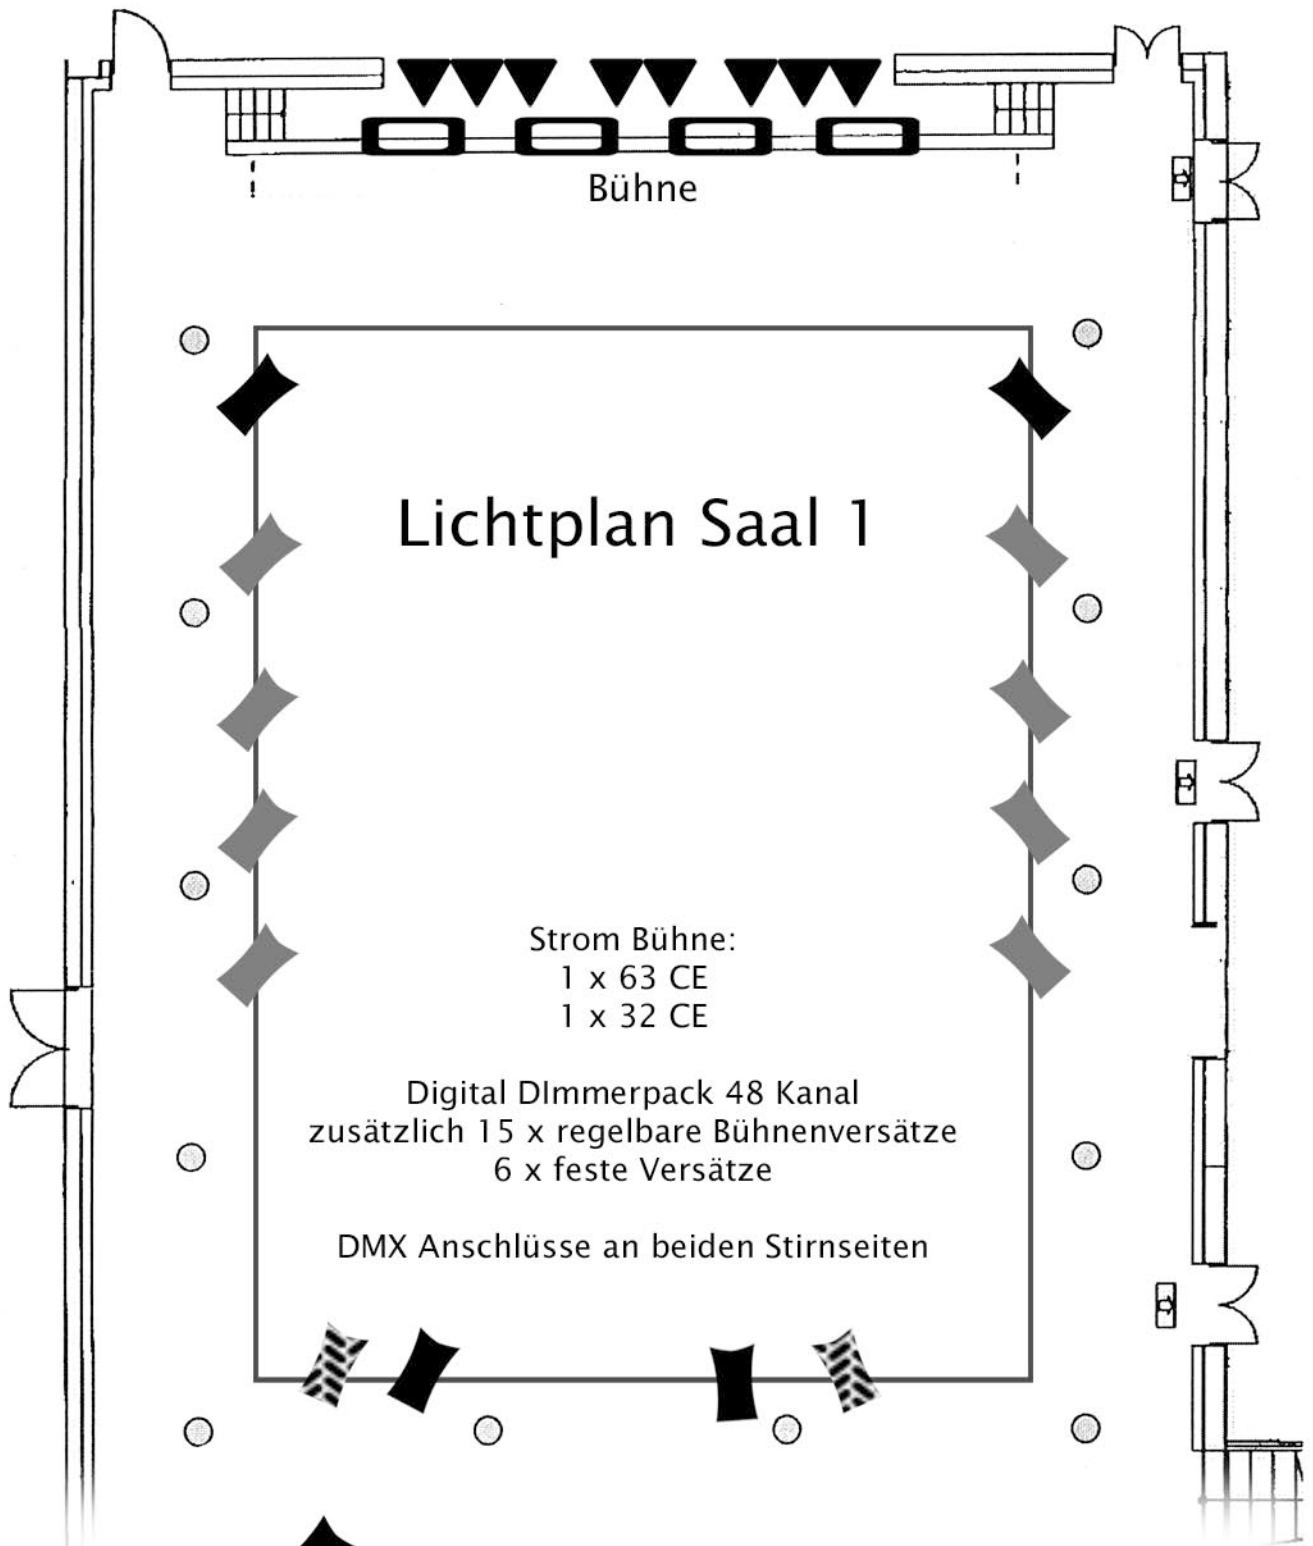 Bühne
Lichtplan Saal 1
Strom Bühne:
1 x 63 CE
1 x 32 CE
Digital DImmerpack 48 Kanal
zusätzlich 15 x regelbare Bühnenversätze
6 x feste Versätze
DMX Anschlüsse an beiden Stirnseiten